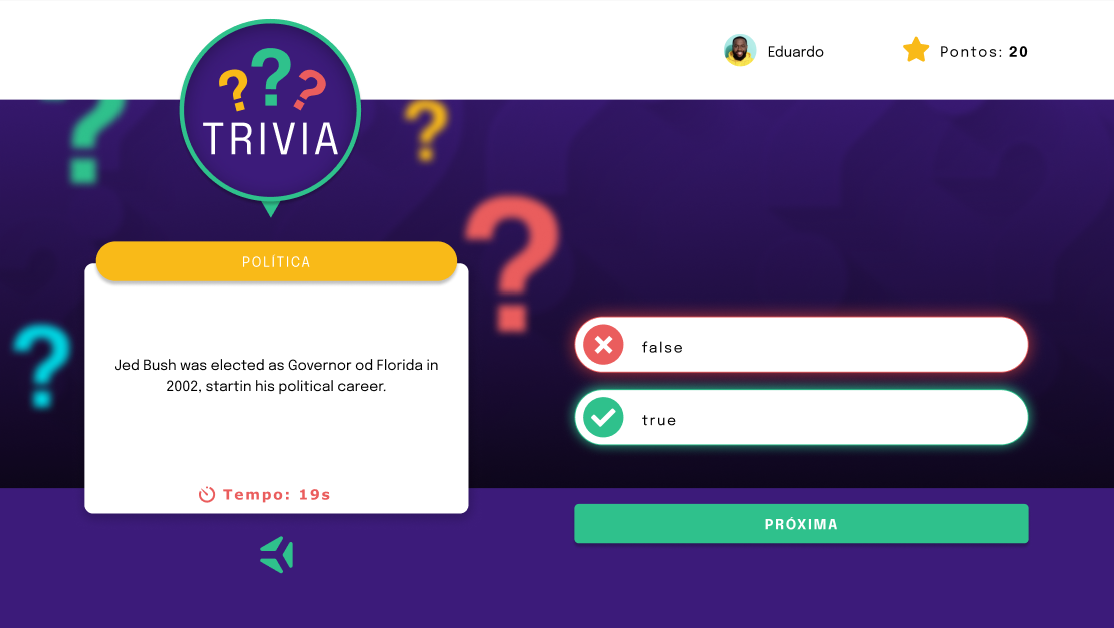 Eduardo
Pontos: 20
? ? ?
TRIVIA
POLÍTICA
Jed Bush was elected as Governor od Florida in
2002, startin his political career.
Tempo: 19s
false
true
PRÓXIMA